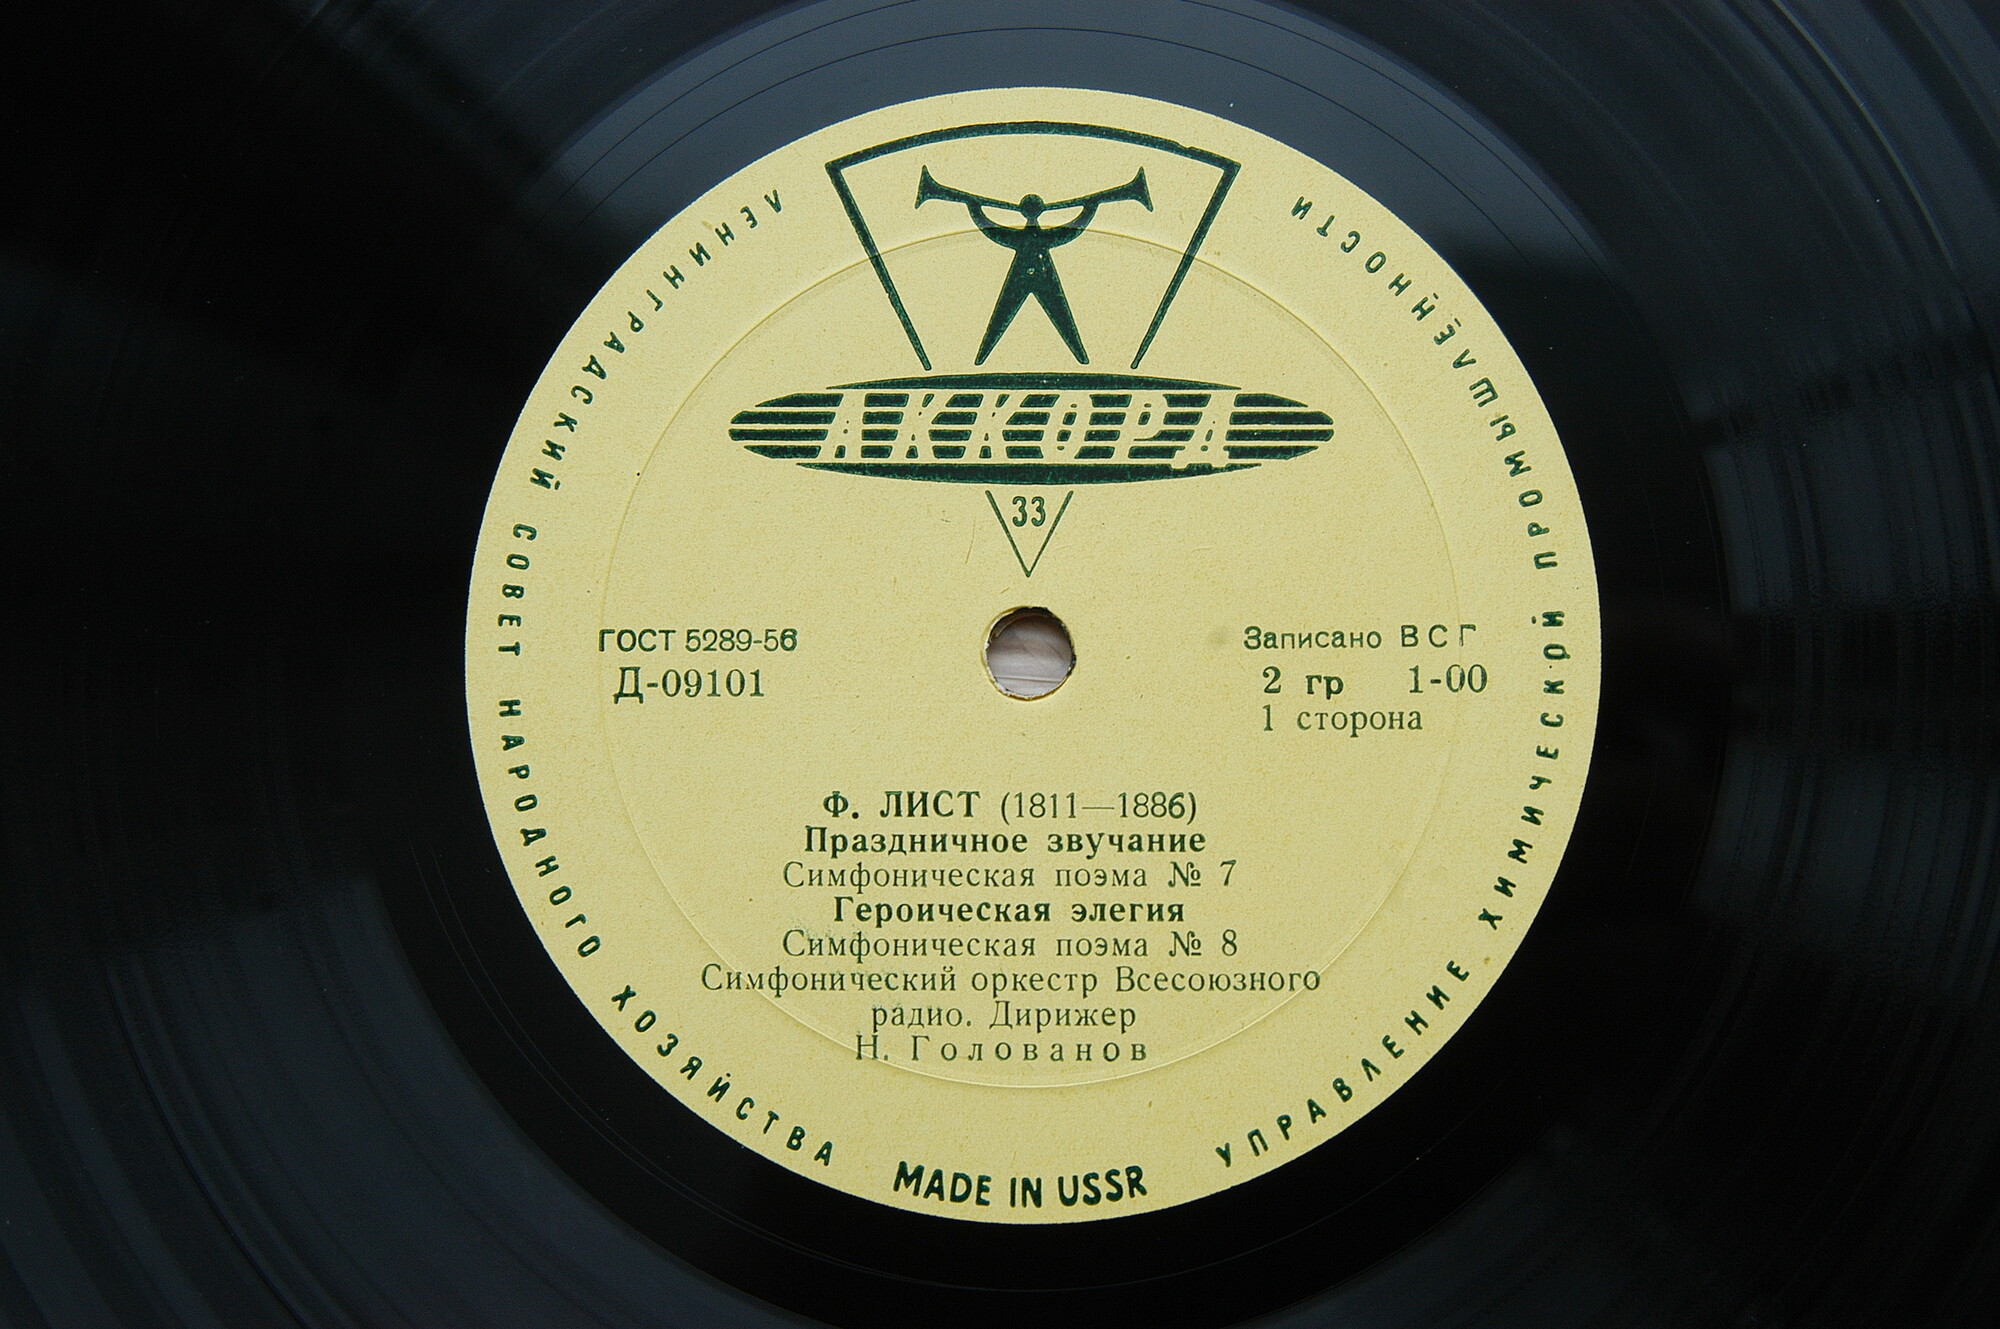 АККОРД
33
ГОСТ 5289-56
Д-09101
Записано ВСГ
2 гр 1-00
1 сторона
Ф. ЛИСТ (1811—1886)
Праздничное звучание
Симфоническая поэма № 7
Героическая элегия
Симфоническая поэма № 8
Симфонический оркестр Всесоюзного
радио. Дирижер
Н. Голованов
ЛЕНИНГРАДСКИЙ СОВЕТ НАРОДНОГО ХОЗЯЙСТВА
MADE IN USSR
УПРАВЛЕНИЕ ХИМИЧЕСКОЙ ПРОМЫШЛЕННОСТИ